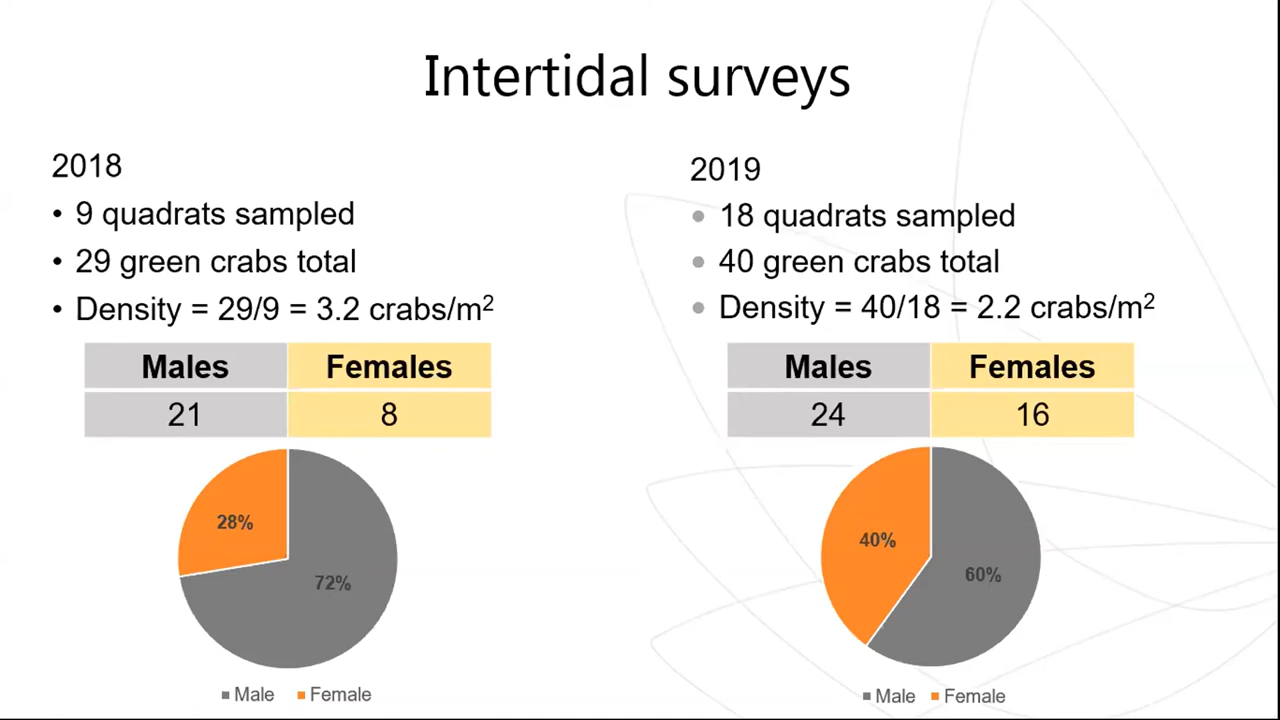 Intertidal surveys
2018
• 9 quadrats sampled
• 29 green crabs total
• Density = 29/9 = 3.2 crabs/m²
Males Females
21 8
28%
72%
Male Female
2019
• 18 quadrats sampled
• 40 green crabs total
• Density = 40/18 = 2.2 crabs/m²
Males Females
24 16
40%
60%
Male Female